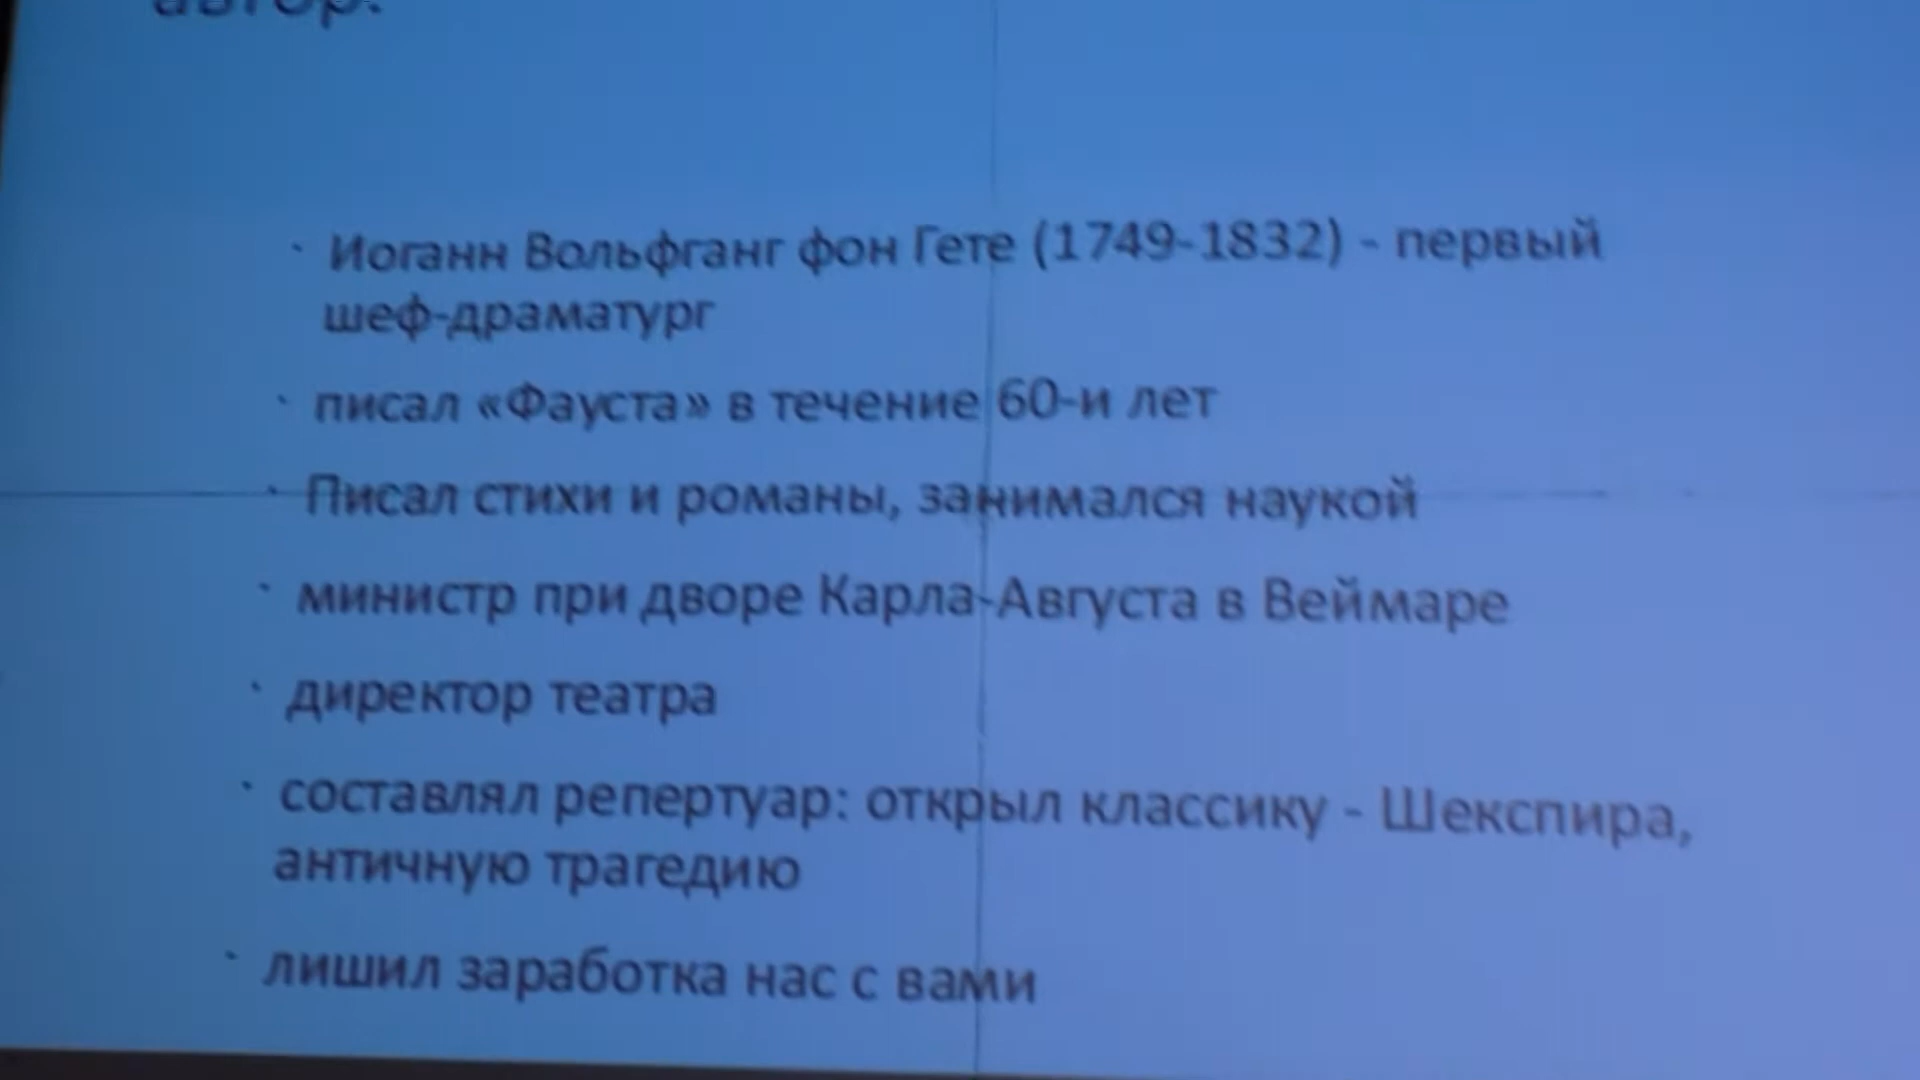 автор:
· Иоганн Вольфганг фон Гете (1749-1832) - первый
шеф-драматург
· писал «Фауста» в течение 60-и лет
· Писал стихи и романы, занимался наукой
· министр при дворе Карла-Августа в Веймаре
· директор театра
· составлял репертуар: открыл классику - Шекспира,
античную трагедию
· лишил заработка нас с вами